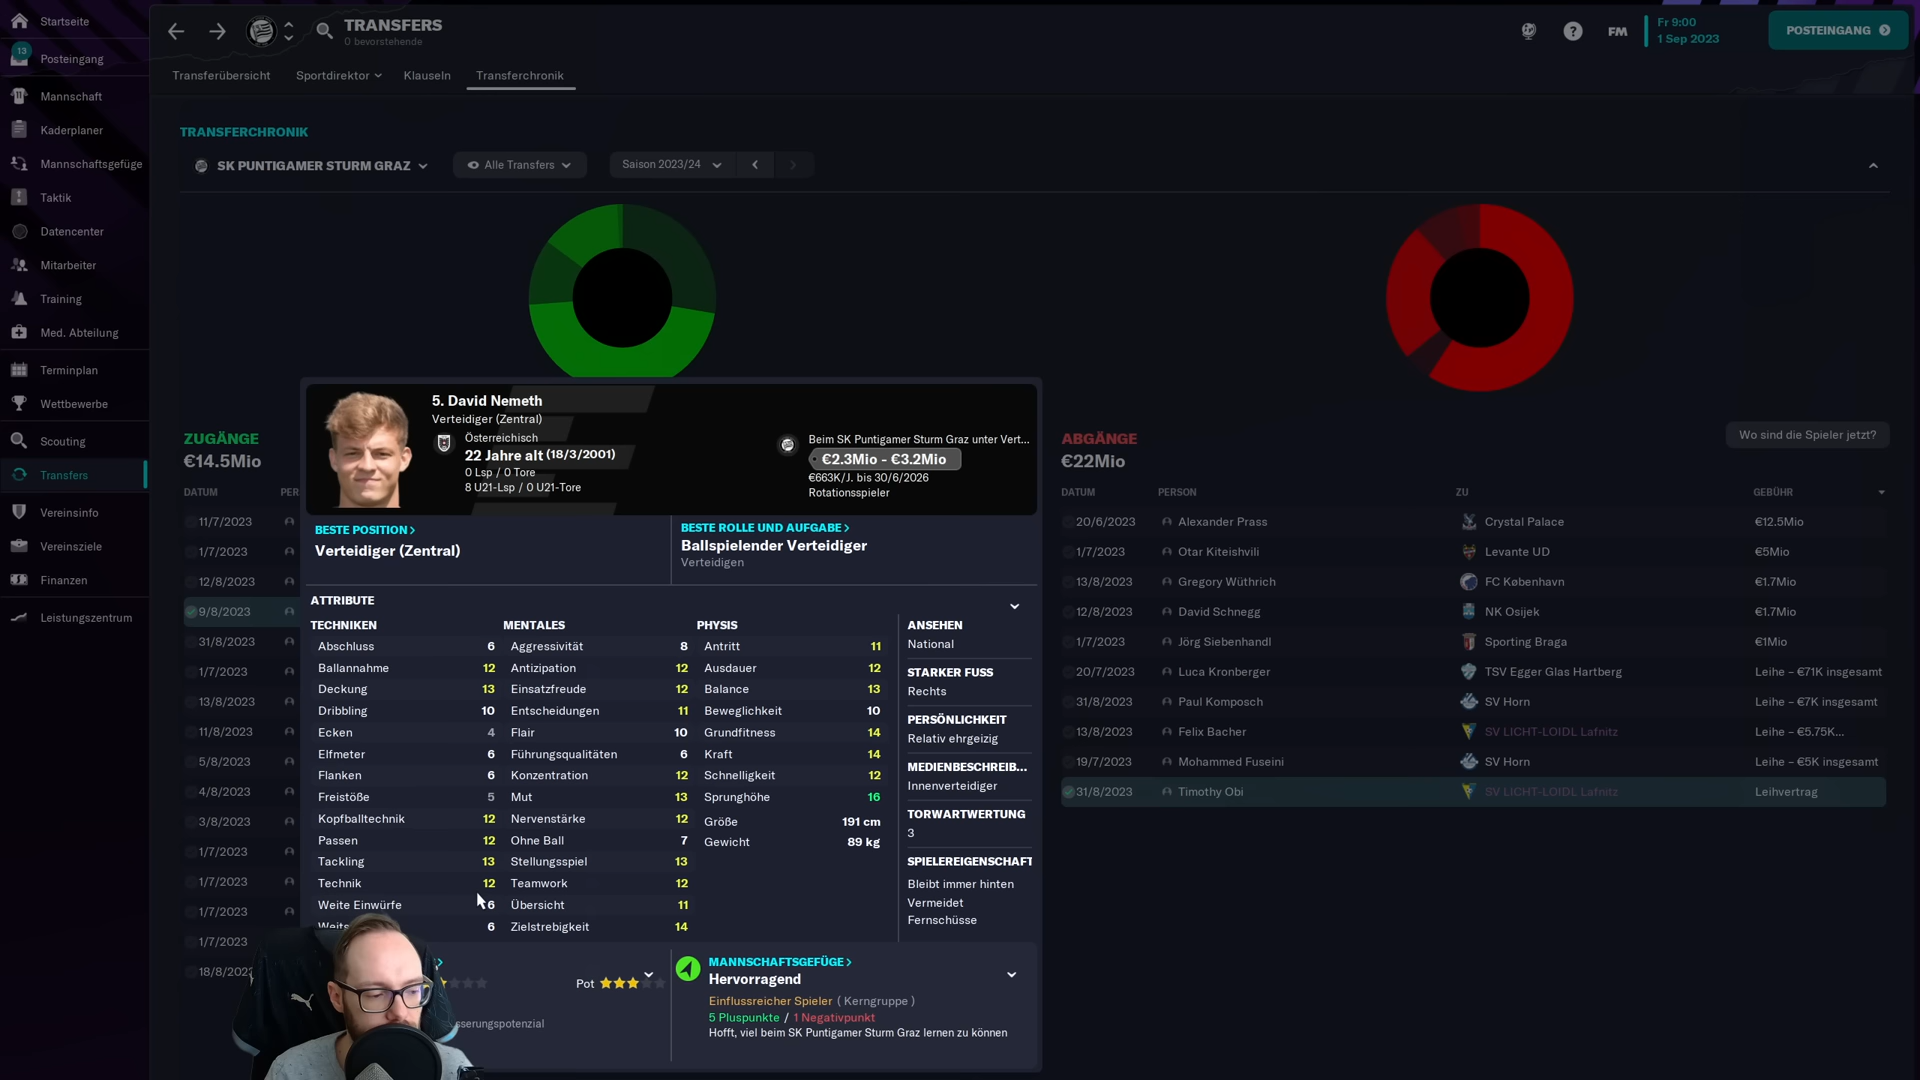 Startseite
13
Posteingang
Mannschaft
Kaderplaner
Mannschaftsgefüge
Taktik
Datencenter
Mitarbeiter
Training
Med. Abteilung
Terminplan
Wettbewerbe
Scouting
Transfers
Vereinsinfo
Vereinsziele
Finanzen
Leistungszentrum
TRANSFERS
0 bevorstehende
FM
Fr 9:00
1 Sep 2023
POSTEINGANG
Transferübersicht
Sportdirektor
Klauseln
Transferchronik
TRANSFERCHRONIK
SK PUNTIGAMER STURM GRAZ
Alle Transfers
Saison 2023/24
ZUGÄNGE
€14.5Mio
DATUM PER
11/7/2023
1/7/2023
12/8/2023
9/8/2023
31/8/2023
1/7/2023
13/8/2023
11/8/2023
5/8/2023
4/8/2023
3/8/2023
1/7/2023
1/7/2023
1/7/2023
1/7/2023
5. David Nemeth
Verteidiger (Zentral)
Österreichisch
22 Jahre alt (18/3/2001)
0 Lsp / 0 Tore
8 U21-Lsp / 0 U21-Tore
Beim SK Puntigamer Sturm Graz unter Vert...
€2.3Mio - €3.2Mio
€663K/J. bis 30/6/2026
Rotationsspieler
BESTE POSITION
Verteidiger (Zentral)
BESTE ROLLE UND AUFGABE
Ballspielender Verteidiger
Verteidigen
ATTRIBUTE
TECHNIKEN
Abschluss 6
Ballannahme 12
Deckung 13
Dribbling 10
Ecken 4
Elfmeter 6
Flanken 6
Freistöße 5
Kopfballtechnik 12
Passen 12
Tackling 13
Technik 12
Weite Einwürfe 6
6
MENTALES
Aggressivität 8
Antizipation 12
Einsatzfreude 12
Entscheidungen 11
Flair 10
Führungsqualitäten 6
Konzentration 12
Mut 13
Nervenstärke 12
Ohne Ball 7
Stellungsspiel 13
Teamwork 12
Übersicht 11
Zielstrebigkeit 14
PHYSIS
Antritt 11
Ausdauer 12
Balance 13
Beweglichkeit 10
Grundfitness 14
Kraft 14
Schnelligkeit 12
Sprunghöhe 16
Größe 191 cm
Gewicht 89 kg
ANSEHEN
National
STARKER FUSS
Rechts
PERSÖNLICHKEIT
Relativ ehrgeizig
MEDIENBESCHREIB...
Innenverteidiger
TORWARTWERTUNG
3
SPIELEREIGENSCHAFT
Bleibt immer hinten
Vermeidet
Fernschüsse
Pot
sserungspotenzial
MANNSCHAFTSGEFÜGE
Hervorragend
Einflussreicher Spieler ( Kerngruppe )
5 Pluspunkte / 1 Negativpunkt
Hofft, viel beim SK Puntigamer Sturm Graz lernen zu können
ABGÄNGE
€22Mio
Wo sind die Spieler jetzt?
DATUM PERSON ZU GEBÜHR
20/6/2023 Alexander Prass Crystal Palace €12.5Mio
1/7/2023 Otar Kiteishvili Levante UD €5Mio
13/8/2023 Gregory Wüthrich FC København €1.7Mio
12/8/2023 David Schnegg NK Osijek €1.7Mio
1/7/2023 Jörg Siebenhandl Sporting Braga €1Mio
20/7/2023 Luca Kronberger TSV Egger Glas Hartberg Leihe – €71K insgesamt
31/8/2023 Paul Komposch SV Horn Leihe – €7K insgesamt
13/8/2023 Felix Bacher SV LICHT-LOIDL Lafnitz Leihe – €5.75K...
19/7/2023 Mohammed Fuseini SV Horn Leihe – €5K insgesamt
31/8/2023 Timothy Obi SV LICHT-LOIDL Lafnitz Leihvertrag